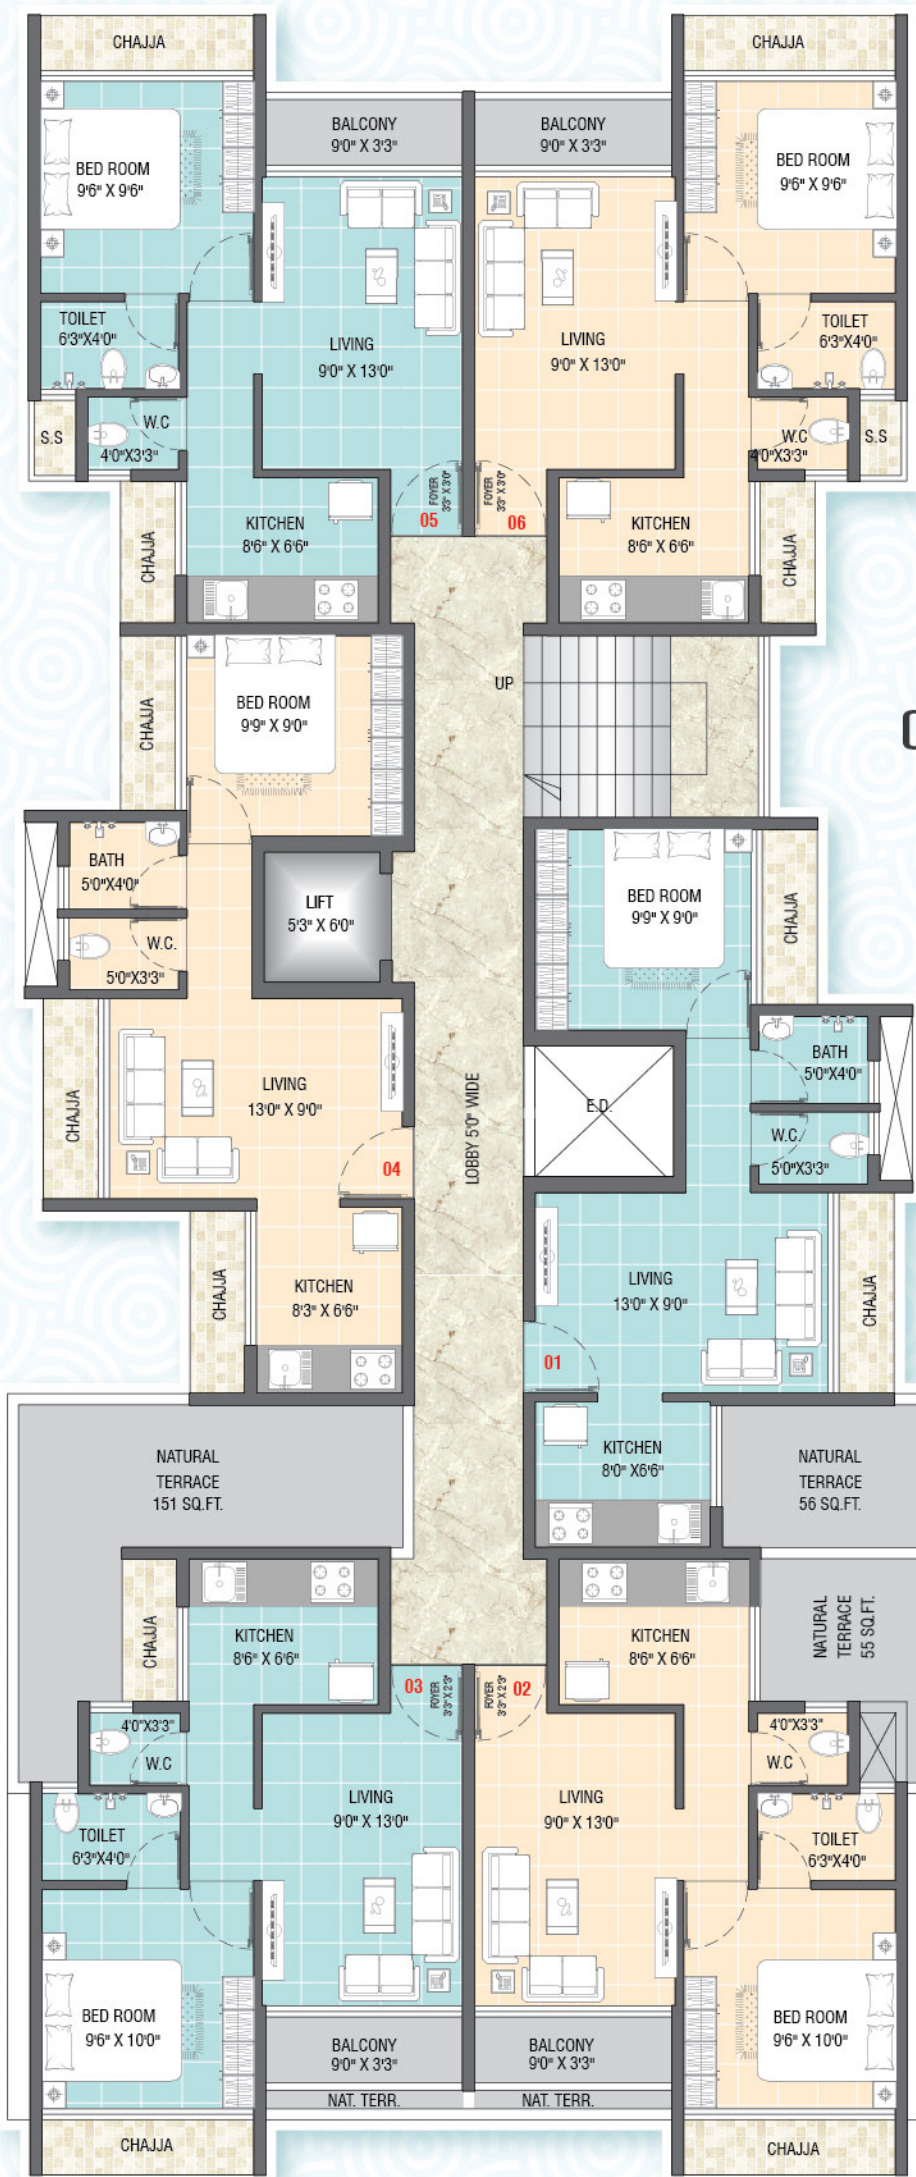 CHAJJA
CHAJJA
BALCONY
9'0" X 3'3"
BALCONY
9'0" X 3'3"
BED ROOM
9'6" X 9'6"
BED ROOM
9'6" X 9'6"
TOILET
6'3"X4'0"
LIVING
9'0" X 13'0"
LIVING
9'0" X 13'0"
TOILET
6'3"X4'0"
S.S
W.C
4'0"X3'3"
W.C
4'0"X3'3"
S.S
FOYER
3'3" X 3'0"
05
FOYER
3'3" X 3'0"
06
CHAJJA
KITCHEN
8'6" X 6'6"
KITCHEN
8'6" X 6'6"
CHAJJA
CHAJJA
BED ROOM
9'9" X 9'0"
UP
BATH
5'0"X4'0"
LIFT
5'3" X 6'0"
BED ROOM
9'9" X 9'0"
CHAJJA
W.C.
5'0"X3'3"
CHAJJA
LIVING
13'0" X 9'0"
LOBBY 5'0" WIDE
E.D.
BATH
5'0"X4'0"
W.C.
5'0"X3'3"
04
CHAJJA
KITCHEN
8'3" X 6'6"
LIVING
13'0" X 9'0"
CHAJJA
01
NATURAL
TERRACE
151 SQ.FT.
KITCHEN
8'0" X6'6"
NATURAL
TERRACE
56 SQ.FT.
CHAJJA
KITCHEN
8'6" X 6'6"
KITCHEN
8'6" X 6'6"
NATURAL
TERRACE
55 SQ.FT.
03
FOYER
3'3"X 2'3"
FOYER
3'3"X 2'3"
02
4'0"X3'3"
W.C
4'0"X3'3"
W.C
LIVING
9'0" X 13'0"
LIVING
9'0" X 13'0"
TOILET
6'3"X4'0"
TOILET
6'3"X4'0"
BED ROOM
9'6" X 10'0"
BED ROOM
9'6" X 10'0"
BALCONY
9'0" X 3'3"
BALCONY
9'0" X 3'3"
NAT. TERR.
NAT. TERR.
CHAJJA
CHAJJA